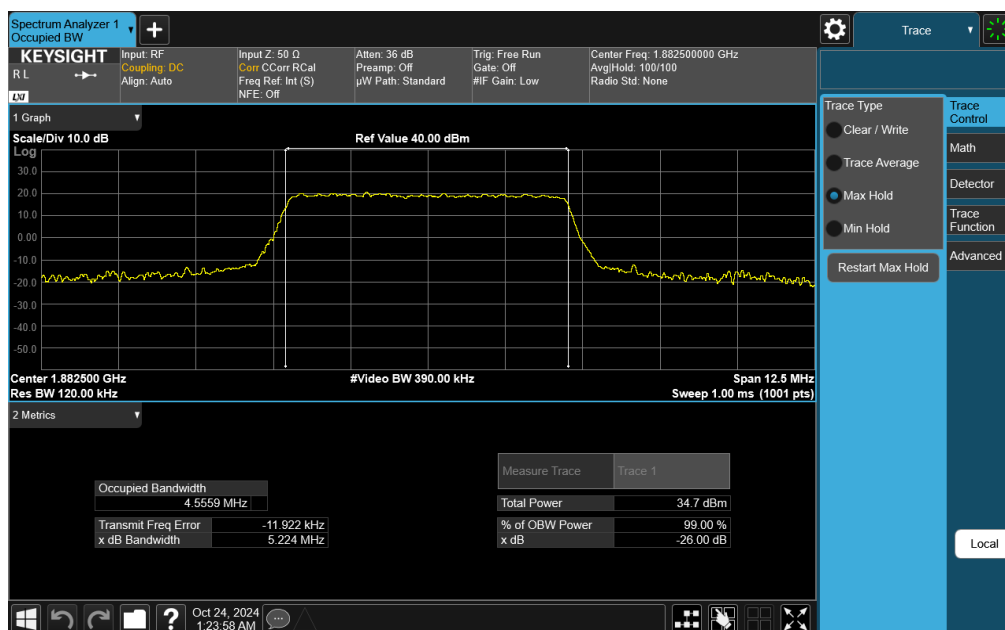 Spectrum Analyzer 1
Occupied BW
Trace
KEYSIGHT
R L
LXI
Input: RF
Coupling: DC
Align: Auto
Input Z: 50 Ω
Corr CCorr RCal
Freq Ref: Int (S)
NFE: Off
Atten: 36 dB
Preamp: Off
µW Path: Standard
Trig: Free Run
Gate: Off
#IF Gain: Low
Center Freq: 1.882500000 GHz
Avg|Hold: 100/100
Radio Std: None
1 Graph
Scale/Div 10.0 dB
Ref Value 40.00 dBm
Log
30.0
20.0
10.0
0.00
-10.0
-20.0
-30.0
-40.0
-50.0
Center 1.882500 GHz
#Video BW 390.00 kHz
Span 12.5 MHz
Res BW 120.00 kHz
Sweep 1.00 ms (1001 pts)
2 Metrics
Measure Trace
Trace 1
Occupied Bandwidth
4.5559 MHz
Total Power
34.7 dBm
Transmit Freq Error
-11.922 kHz
% of OBW Power
99.00 %
x dB Bandwidth
5.224 MHz
x dB
-26.00 dB
Trace Type
Clear / Write
Trace Average
Max Hold
Min Hold
Restart Max Hold
Trace
Control
Math
Detector
Trace
Function
Advanced
Local
?
Oct 24, 2024
1:23:58 AM